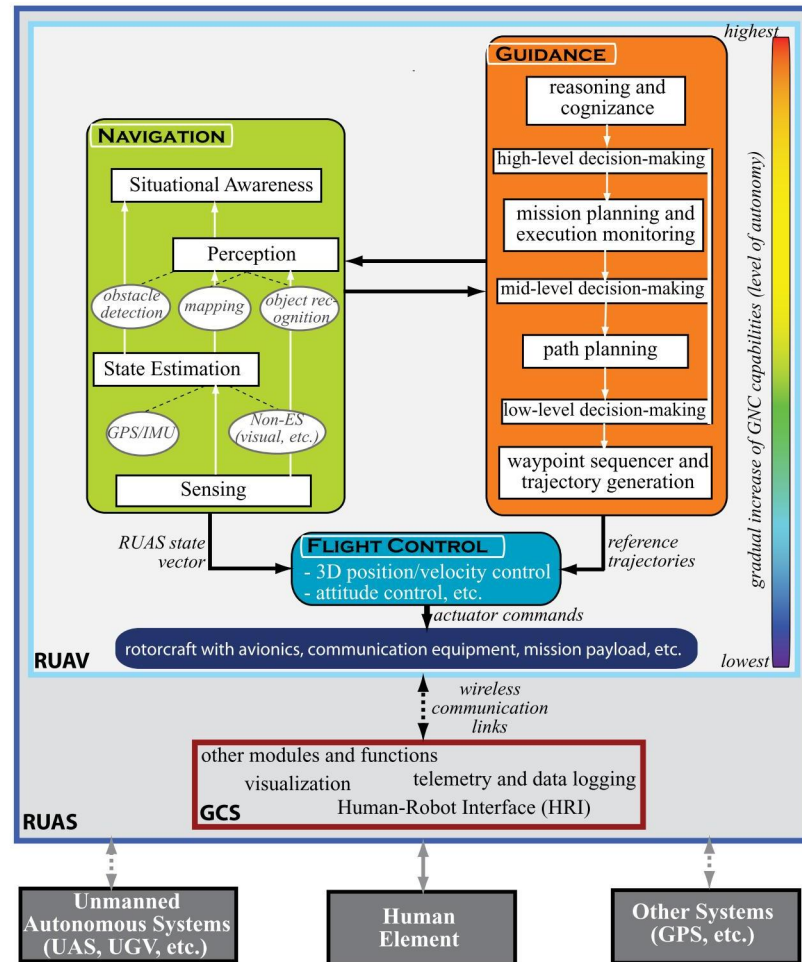 highest
GUIDANCE
reasoning and
cognizance
high-level decision-making
mission planning and
execution monitoring
mid-level decision-making
path planning
low-level decision-making
waypoint sequencer and
trajectory generation
NAVIGATION
Situational Awareness
Perception
obstacle
detection
mapping
object rec-
ognition
State Estimation
GPS/IMU
Non-ES
(visual, etc.)
Sensing
gradual increase of GNC capabilities (level of autonomy)
lowest
RUAS state
vector
FLIGHT CONTROL
- 3D position/velocity control
- attitude control, etc.
reference
trajectories
actuator commands
rotorcraft with avionics, communication equipment, mission payload, etc.
RUAV
wireless
communication
links
other modules and functions
visualization
telemetry and data logging
Human-Robot Interface (HRI)
GCS
RUAS
Unmanned
Autonomous Systems
(UAS, UGV, etc.)
Human
Element
Other Systems
(GPS, etc.)